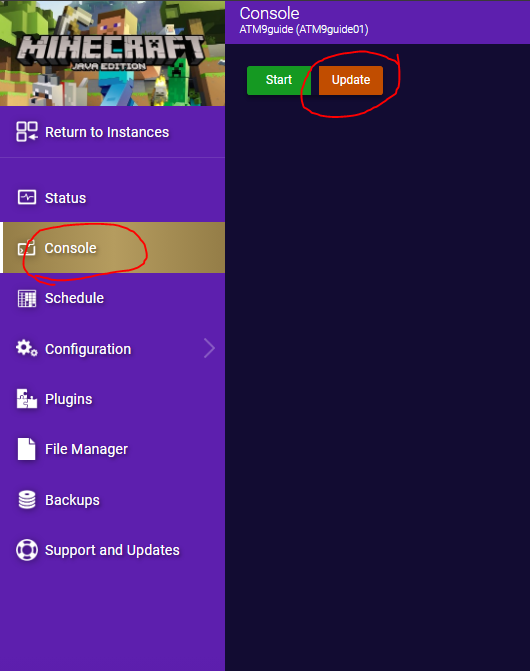 MINECRAFT
JAVA EDITION
Return to Instances
Status
Console
Schedule
Configuration
Plugins
File Manager
Backups
Support and Updates
Console
ATM9guide (ATM9guide01)
Start
Update